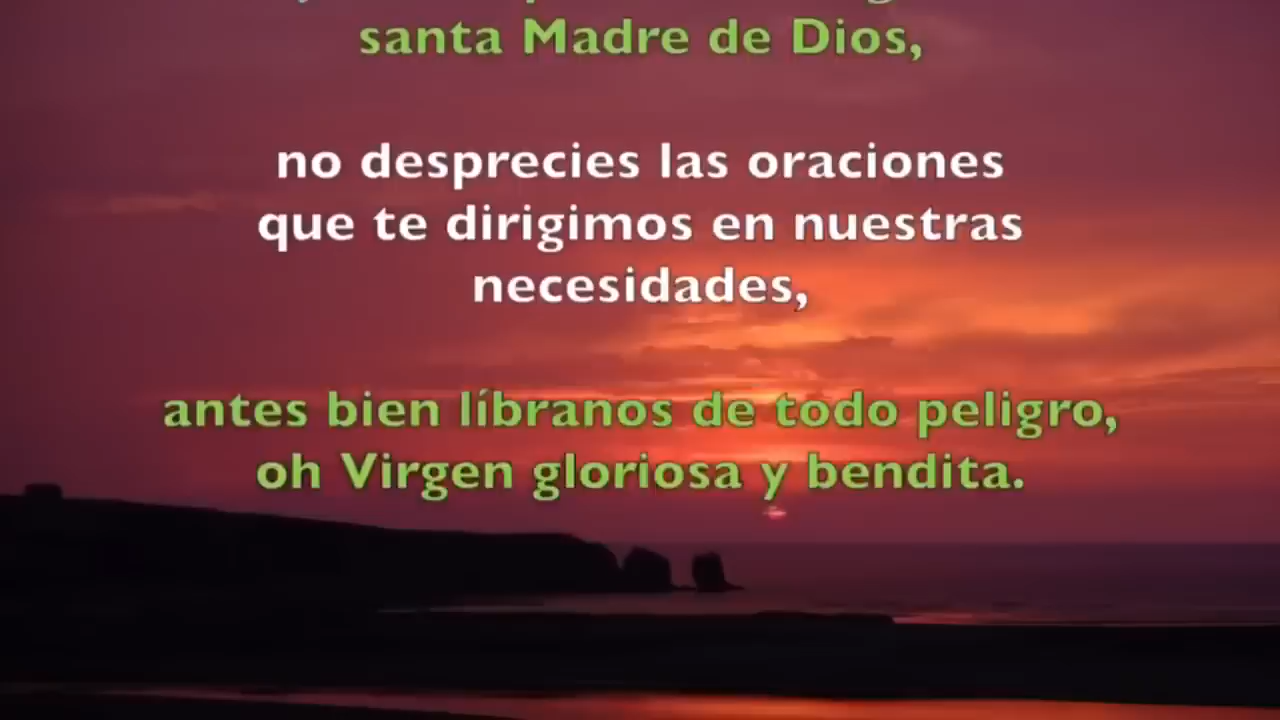 santa Madre de Dios,
no desprecies las oraciones
que te dirigimos en nuestras
necesidades,
antes bien líbranos de todo peligro,
oh Virgen gloriosa y bendita.